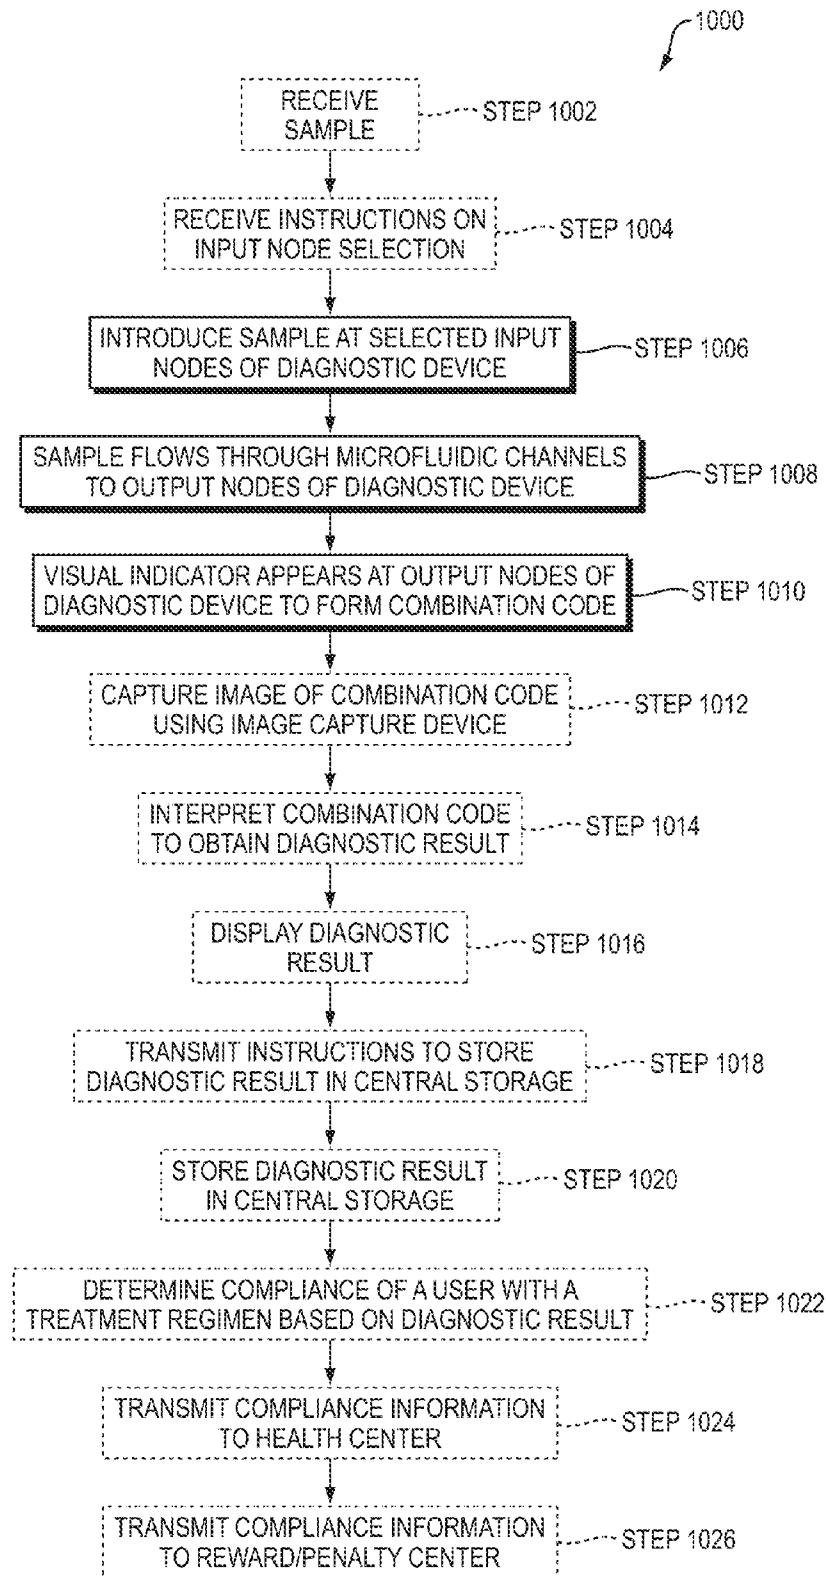 1000
RECEIVE
SAMPLE
STEP 1002
RECEIVE INSTRUCTIONS ON
INPUT NODE SELECTION
STEP 1004
INTRODUCE SAMPLE AT SELECTED INPUT
NODES OF DIAGNOSTIC DEVICE
STEP 1006
SAMPLE FLOWS THROUGH MICROFLUIDIC CHANNELS
TO OUTPUT NODES OF DIAGNOSTIC DEVICE
STEP 1008
VISUAL INDICATOR APPEARS AT OUTPUT NODES OF
DIAGNOSTIC DEVICE TO FORM COMBINATION CODE
STEP 1010
CAPTURE IMAGE OF COMBINATION CODE
USING IMAGE CAPTURE DEVICE
STEP 1012
INTERPRET COMBINATION CODE
TO OBTAIN DIAGNOSTIC RESULT
STEP 1014
DISPLAY DIAGNOSTIC
RESULT
STEP 1016
TRANSMIT INSTRUCTIONS TO STORE
DIAGNOSTIC RESULT IN CENTRAL STORAGE
STEP 1018
STORE DIAGNOSTIC RESULT
IN CENTRAL STORAGE
STEP 1020
DETERMINE COMPLIANCE OF A USER WITH A
TREATMENT REGIMEN BASED ON DIAGNOSTIC RESULT
STEP 1022
TRANSMIT COMPLIANCE INFORMATION
TO HEALTH CENTER
STEP 1024
TRANSMIT COMPLIANCE INFORMATION
TO REWARD/PENALTY CENTER
STEP 1026